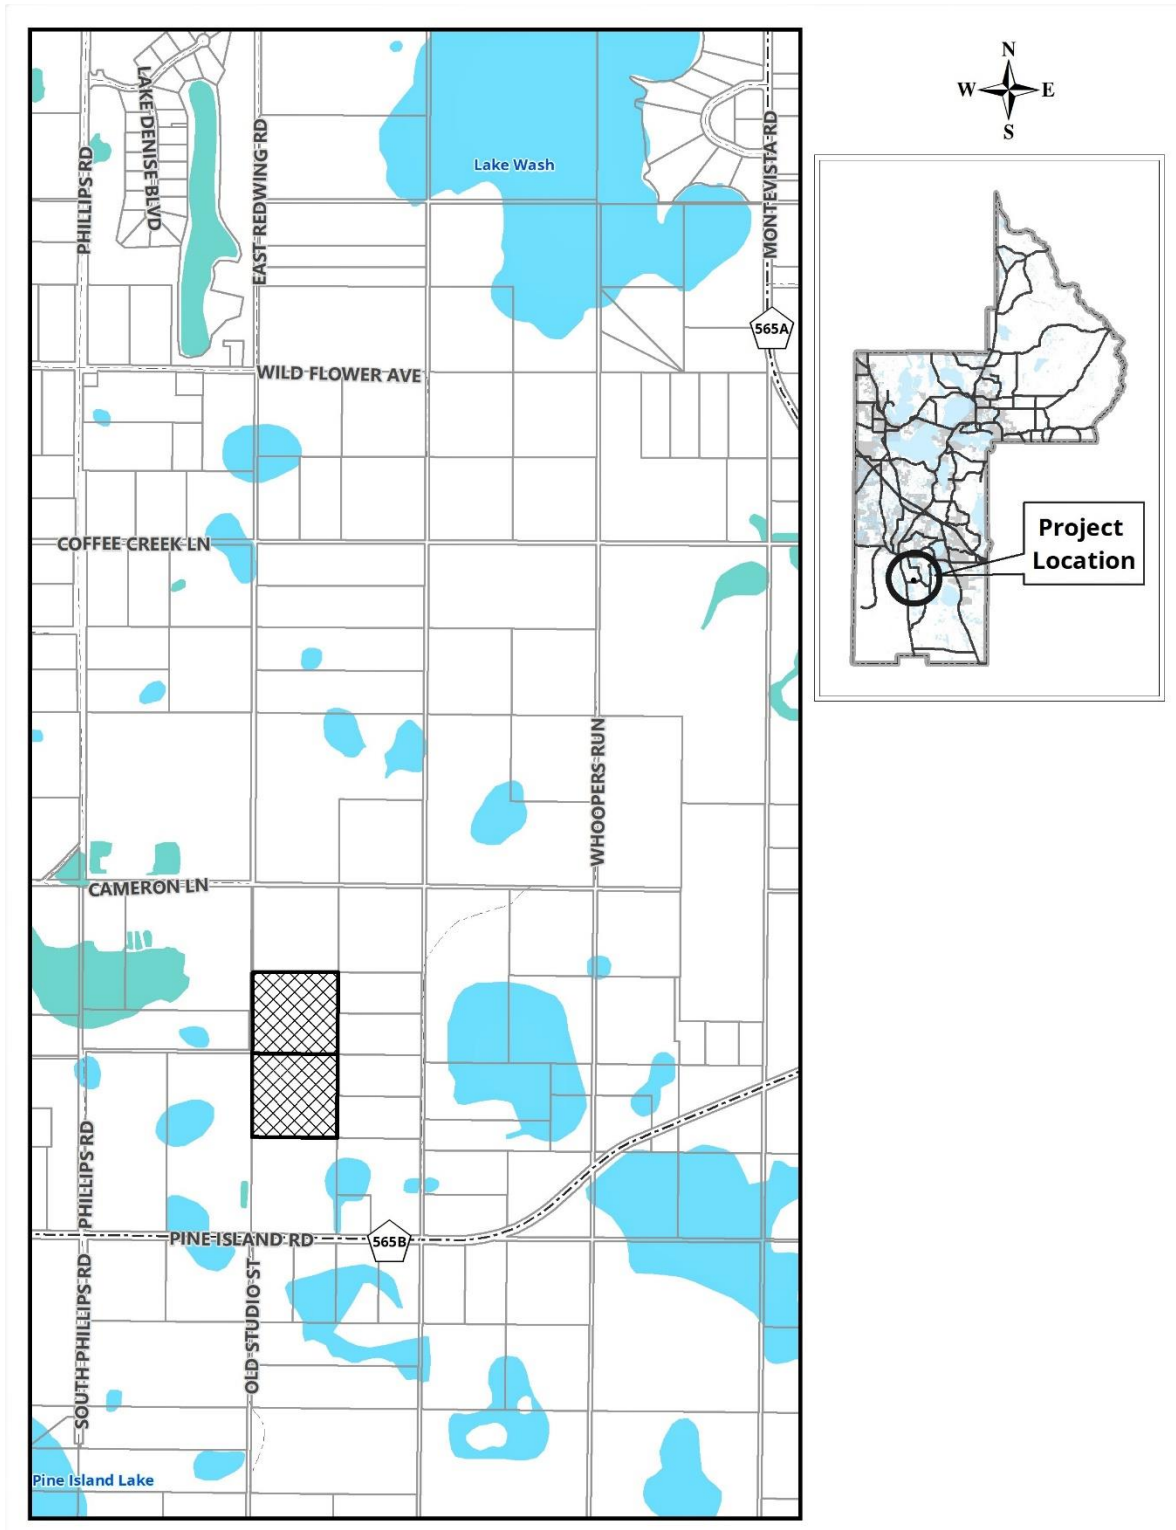 N
W E
S
LAKE DENISE BLVD
PHILLIPS RD
EAST REDWING RD
Lake Wash
MONTEVISTA RD
565A
WILD FLOWER AVE
COFFEE CREEK LN
Project
Location
WHOOPERS RUN
CAMERON LN
PHILLIPS RD
PINE ISLAND RD
565B
SOUTH PHILLIPS RD
OLD STUDIO ST
Pine Island Lake